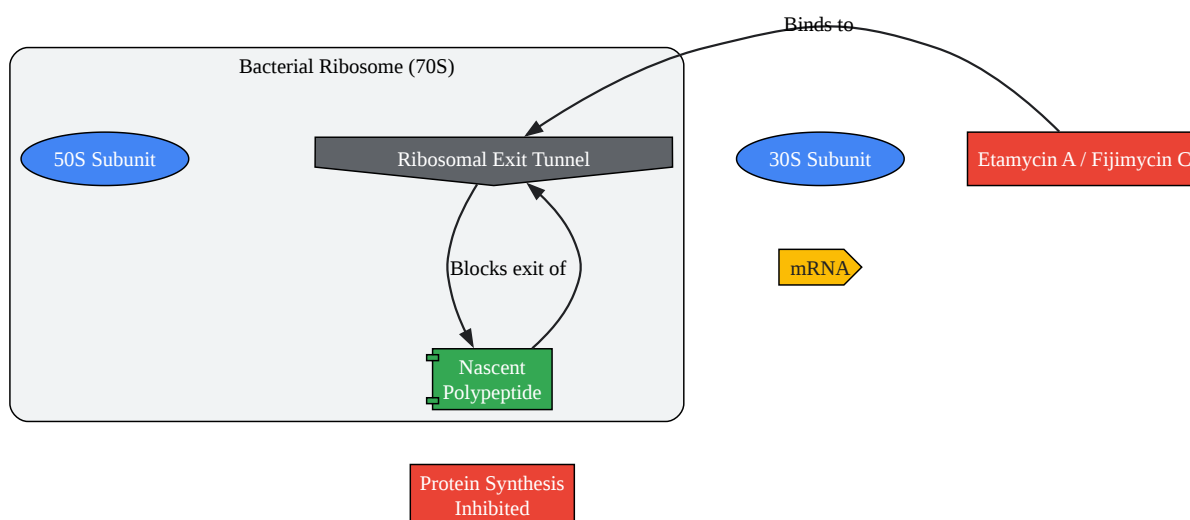 Binds to
Bacterial Ribosome (70S)
50S Subunit
Ribosomal Exit Tunnel
30S Subunit
Etamycin A / Fijimycin C
Blocks exit of
mRNA
Nascent
Polypeptide
Protein Synthesis
Inhibited